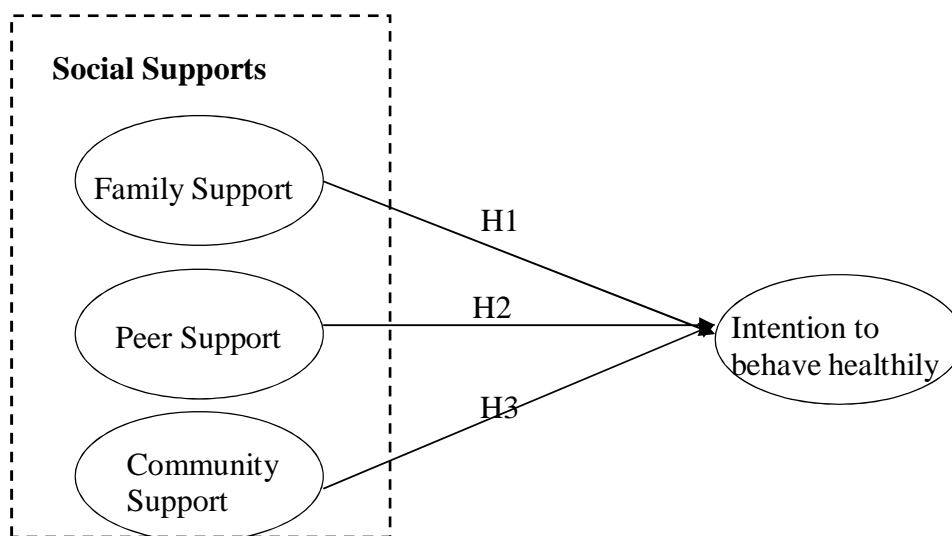 Social Supports
Family Support
H1
H2
Peer Support
Intention to
behave healthily
H3
Community
Support